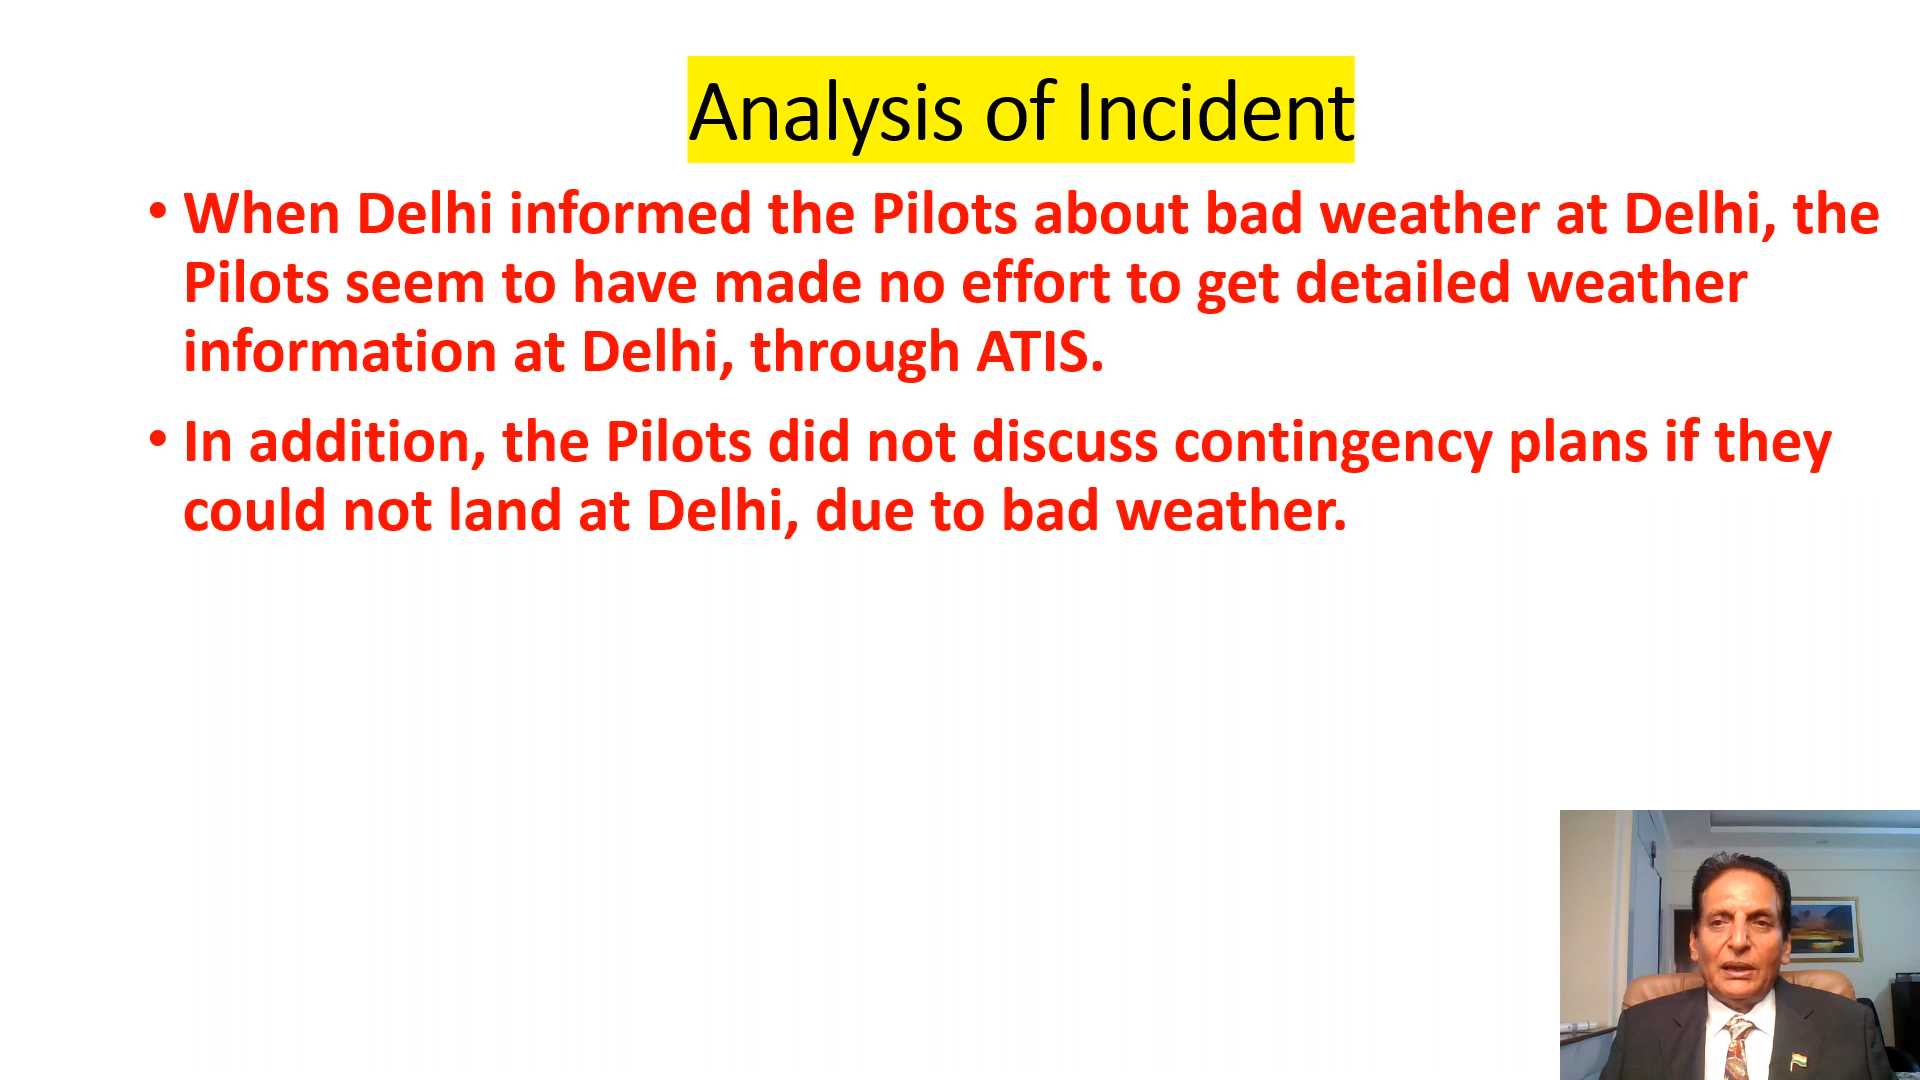 Analysis of Incident
• When Delhi informed the Pilots about bad weather at Delhi, the
Pilots seem to have made no effort to get detailed weather
information at Delhi, through ATIS.
• In addition, the Pilots did not discuss contingency plans if they
could not land at Delhi, due to bad weather.